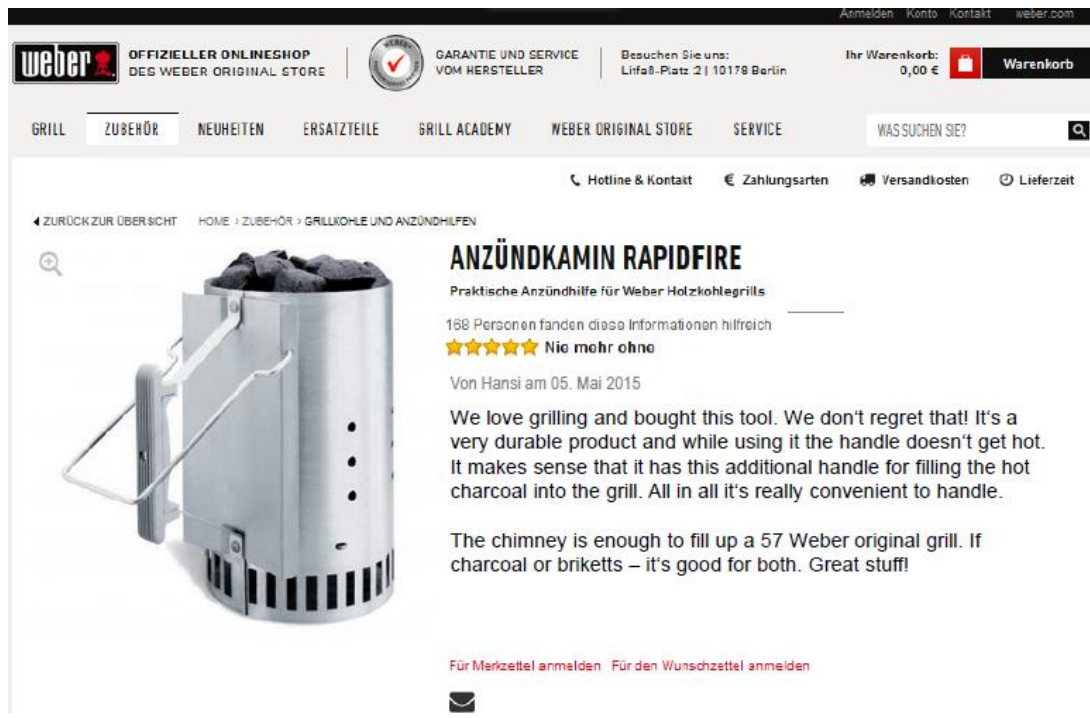 Anmelden Konto Kontakt weber.com
weber
OFFIZIELLER ONLINESHOP
DES WEBER ORIGINAL STORE
WEBER
GARANTIE UND SERVICE
VOM HERSTELLER
Besuchen Sie uns:
Litfaß-Platz 2 | 10178 Berlin
Ihr Warenkorb:
0,00 €
Warenkorb
GRILL ZUBEHÖR NEUHEITEN ERSATZTEILE GRILL ACADEMY WEBER ORIGINAL STORE SERVICE WAS SUCHEN SIE?
Hotline & Kontakt € Zahlungsarten Versandkosten Lieferzeit
ZURÜCK ZUR ÜBERSICHT HOME › ZUBEHÖR › GRILLKOHLE UND ANZÜNDHILFEN
ANZÜNDKAMIN RAPIDFIRE
Praktische Anzündhilfe für Weber Holzkohlegrills
168 Personen fanden diese Informationen hilfreich
Nie mehr ohne
Von Hansi am 05. Mai 2015
We love grilling and bought this tool. We don't regret that! It's a
very durable product and while using it the handle doesn't get hot.
It makes sense that it has this additional handle for filling the hot
charcoal into the grill. All in all it's really convenient to handle.
The chimney is enough to fill up a 57 Weber original grill. If
charcoal or briketts – it's good for both. Great stuff!
Für Merkzettel anmelden Für den Wunschzettel anmelden